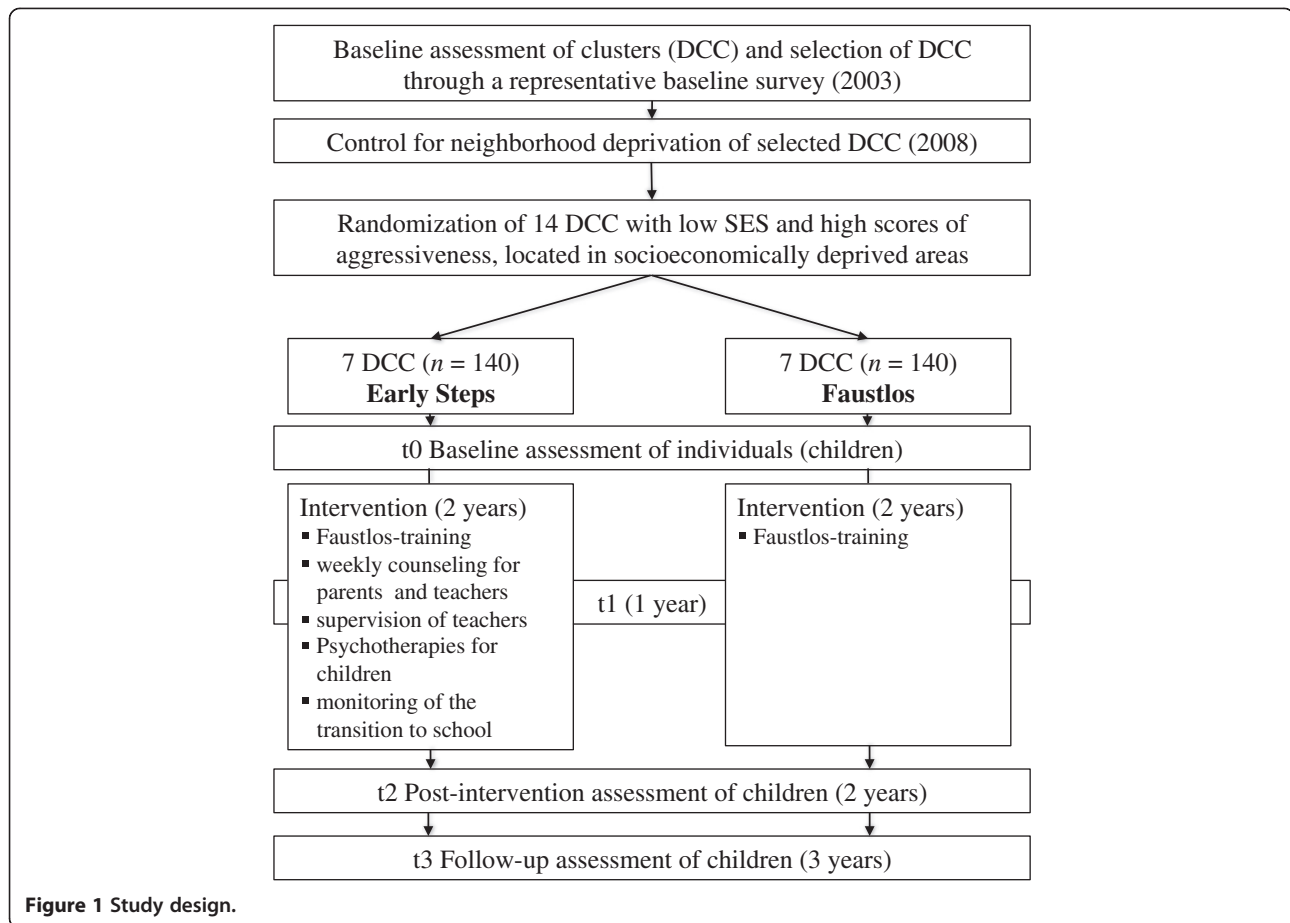 Baseline assessment of clusters (DCC) and selection of DCC
through a representative baseline survey (2003)
Control for neighborhood deprivation of selected DCC (2008)
Randomization of 14 DCC with low SES and high scores of
aggressiveness, located in socioeconomically deprived areas
7 DCC (n = 140)
Early Steps
7 DCC (n = 140)
Faustlos
t0 Baseline assessment of individuals (children)
Intervention (2 years)
▪ Faustlos-training
▪ weekly counseling for
parents and teachers
▪ supervision of teachers
▪ Psychotherapies for
children
▪ monitoring of the
transition to school
t1 (1 year)
Intervention (2 years)
▪ Faustlos-training
t2 Post-intervention assessment of children (2 years)
t3 Follow-up assessment of children (3 years)
Figure 1 Study design.